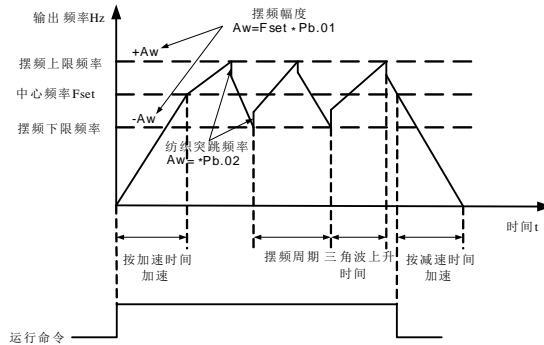 输出频率Hz
摆频幅度
Aw=Fset*Pb.01
+Aw
摆频上限频率
中心频率Fset
-Aw
摆频下限频率
纺织突跳频率
Aw=*Pb.02
时间t
按加速时间
加速
摆频周期
三角波上升
时间
按减速时间
加速
运行命令